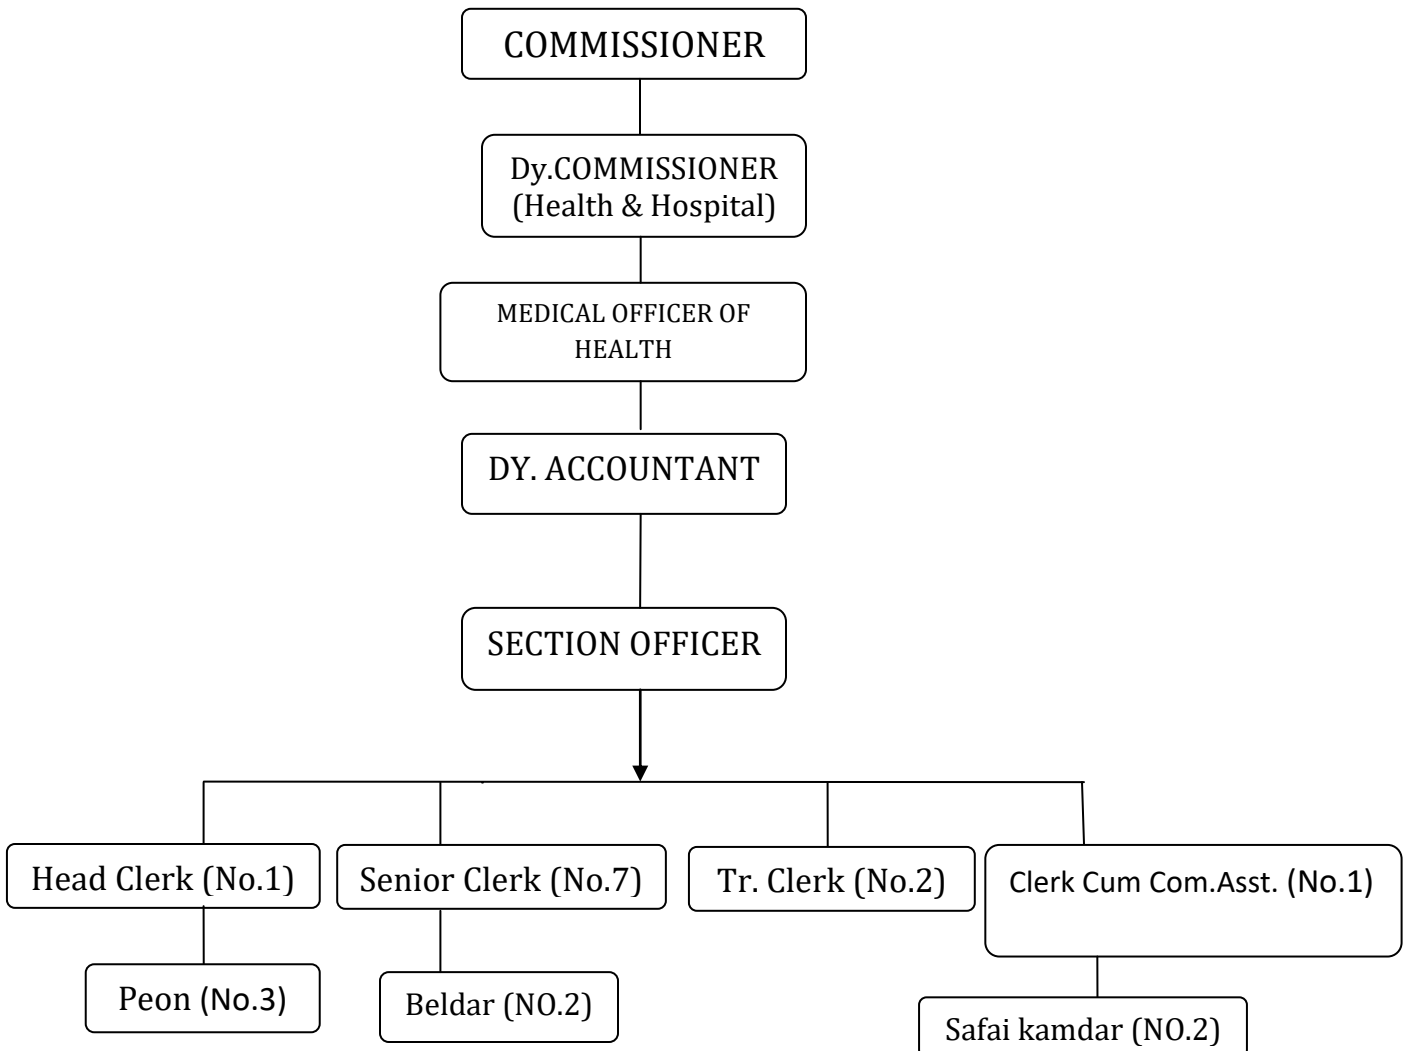 COMMISSIONER
Dy.COMMISSIONER
(Health & Hospital)
MEDICAL OFFICER OF
HEALTH
DY. ACCOUNTANT
SECTION OFFICER
Head Clerk (No.1)
Senior Clerk (No.7)
Tr. Clerk (No.2)
Clerk Cum Com.Asst. (No.1)
Peon (No.3)
Beldar (NO.2)
Safai kamdar (NO.2)